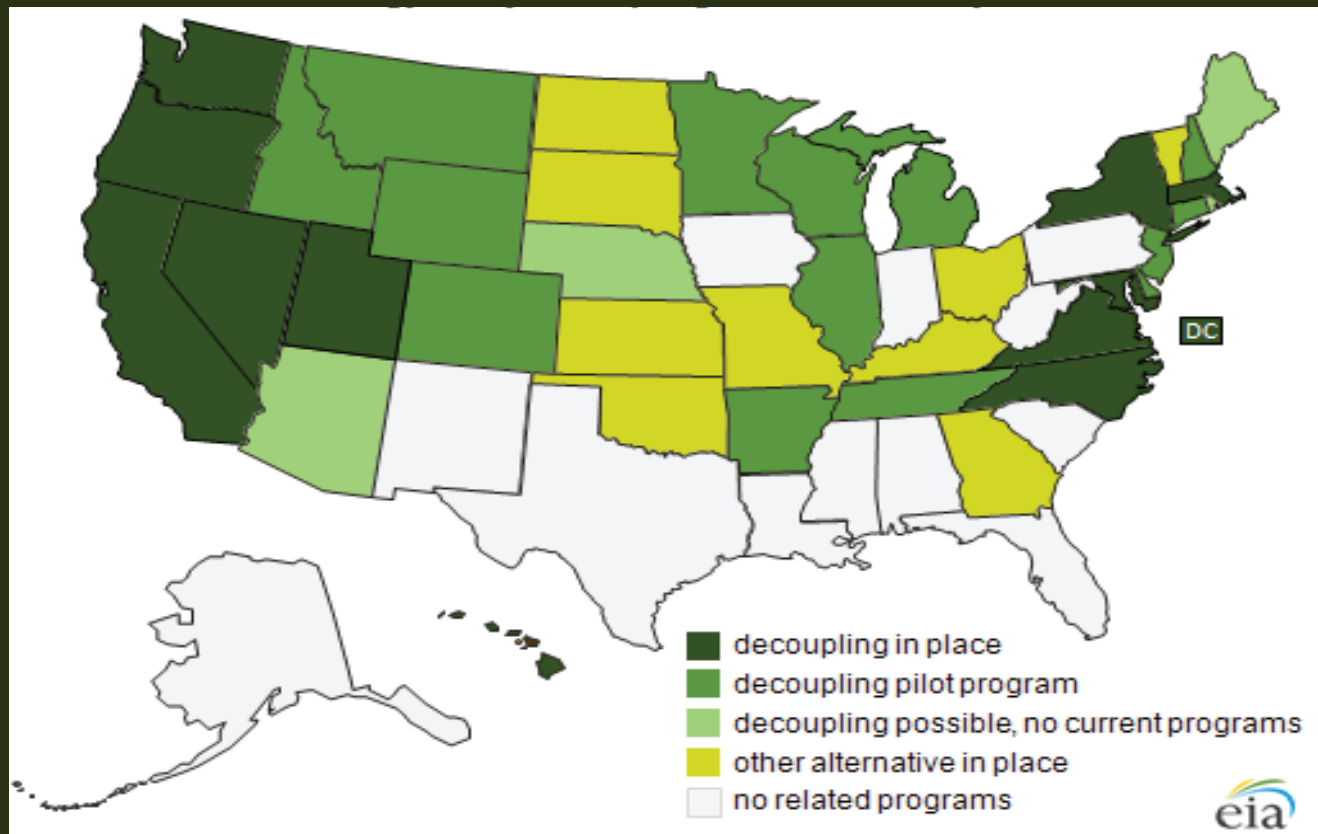 DC
decoupling in place
decoupling pilot program
decoupling possible, no current programs
other alternative in place
no related programs
eia